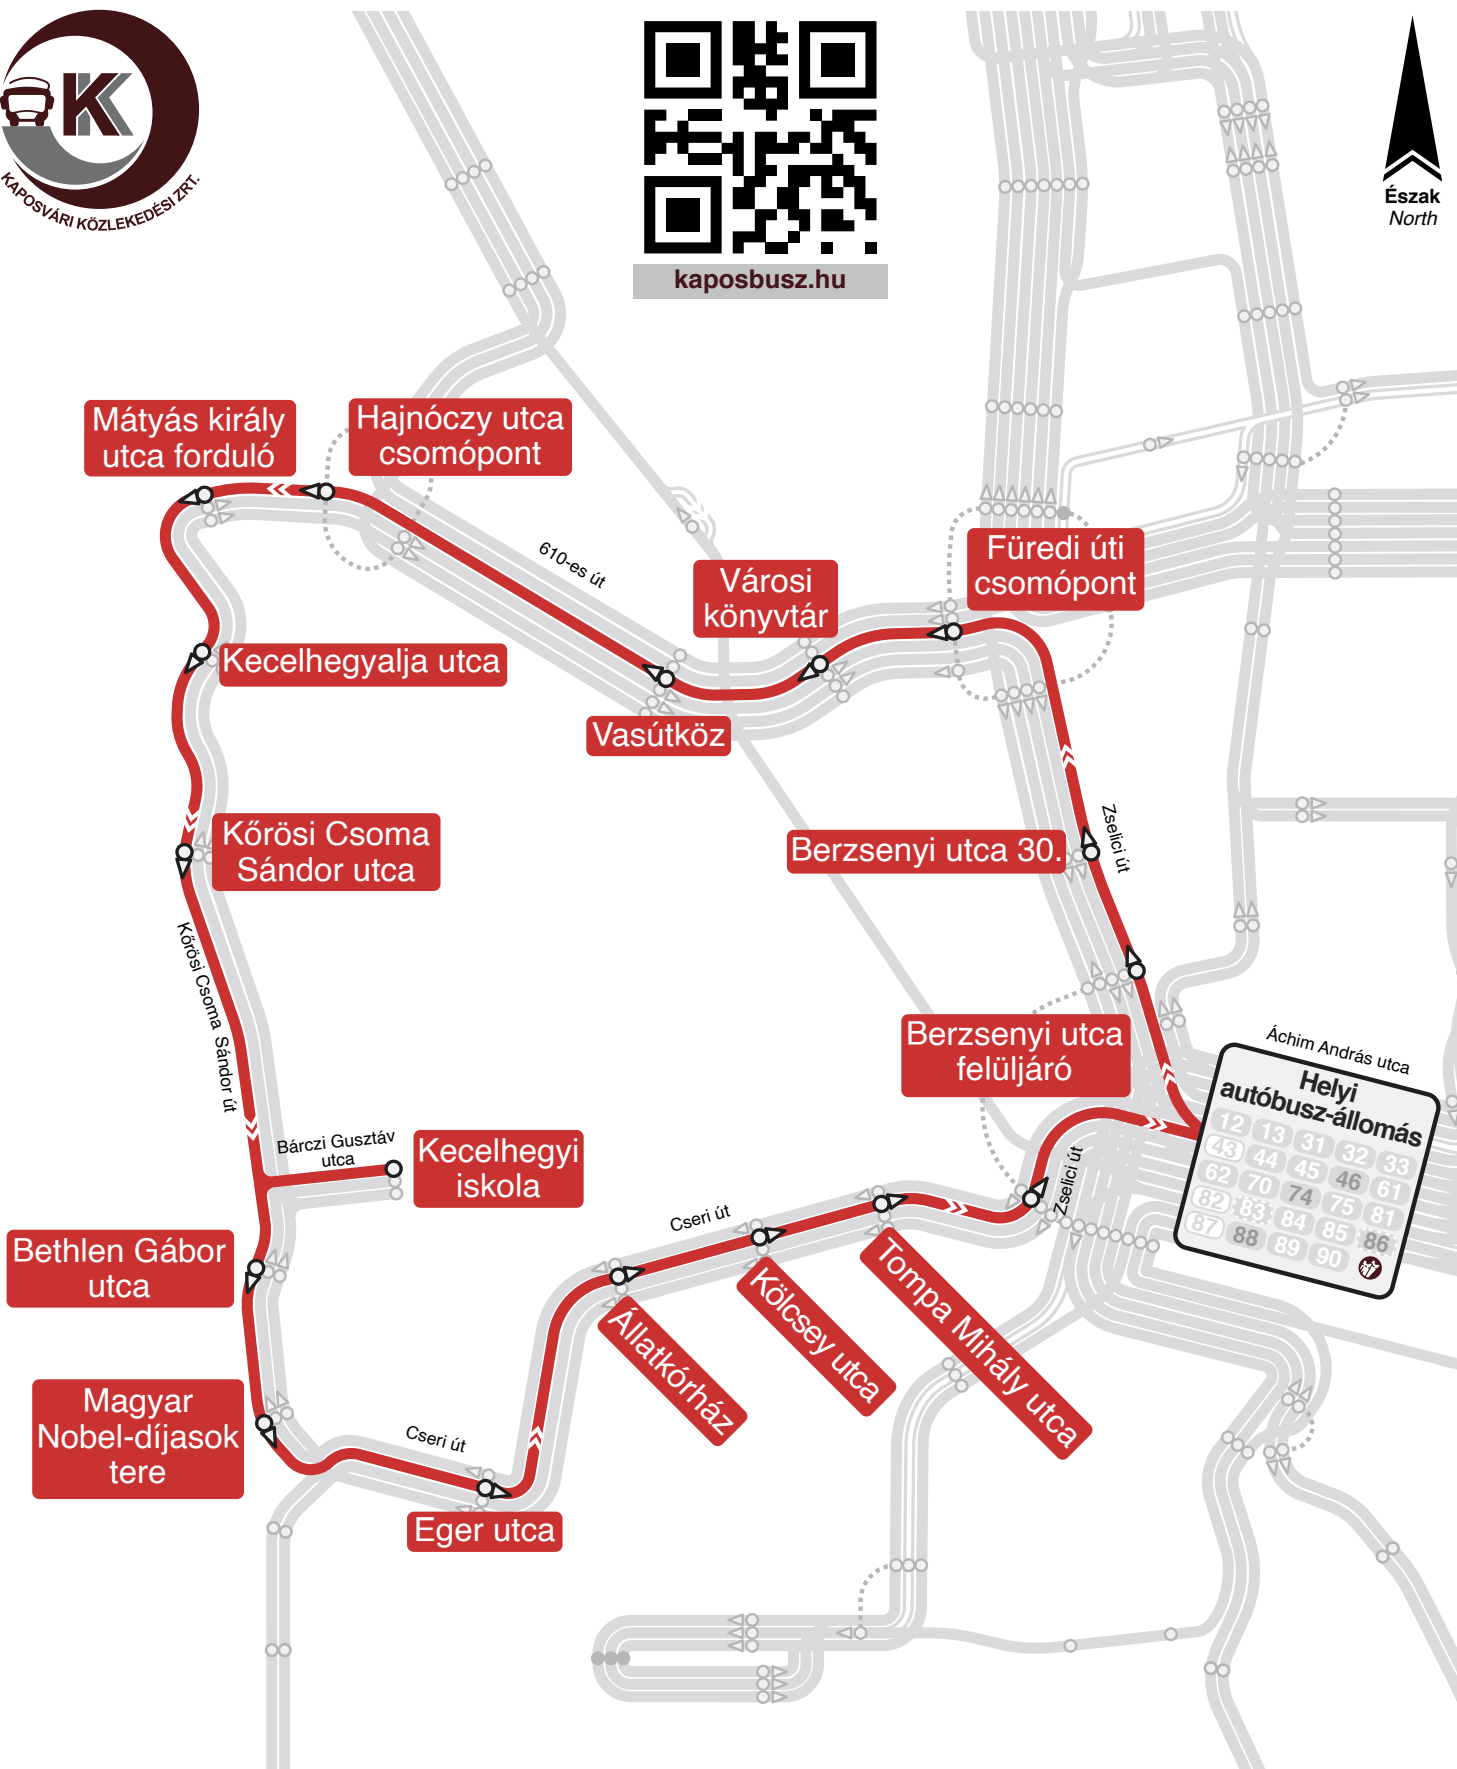 KK
KAPOSVÁRI KÖZLEKEDÉSI ZRT.
kaposbusz.hu
Észak
North
Mátyás király
utca forduló
Hajnóczy utca
csomópont
610-es út
Városi
könyvtár
Füredi úti
csomópont
Kecelhegyalja utca
Vasútköz
Kőrösi Csoma
Sándor utca
Berzsenyi utca 30.
Zselici út
Kőrösi Csoma Sándor út
Berzsenyi utca
felüljáró
Áchim András utca
Helyi
autóbusz-állomás
12 13 31 32 33
43 44 45 46 61
62 70 74 75 81
82 83 84 85 86
87 88 89 90
Bárczi Gusztáv
utca
Kecelhegyi
iskola
Zselici út
Cseri út
Bethlen Gábor
utca
Tompa Mihály utca
Kölcsey utca
Állatkórház
Magyar
Nobel-díjasok
tere
Cseri út
Eger utca